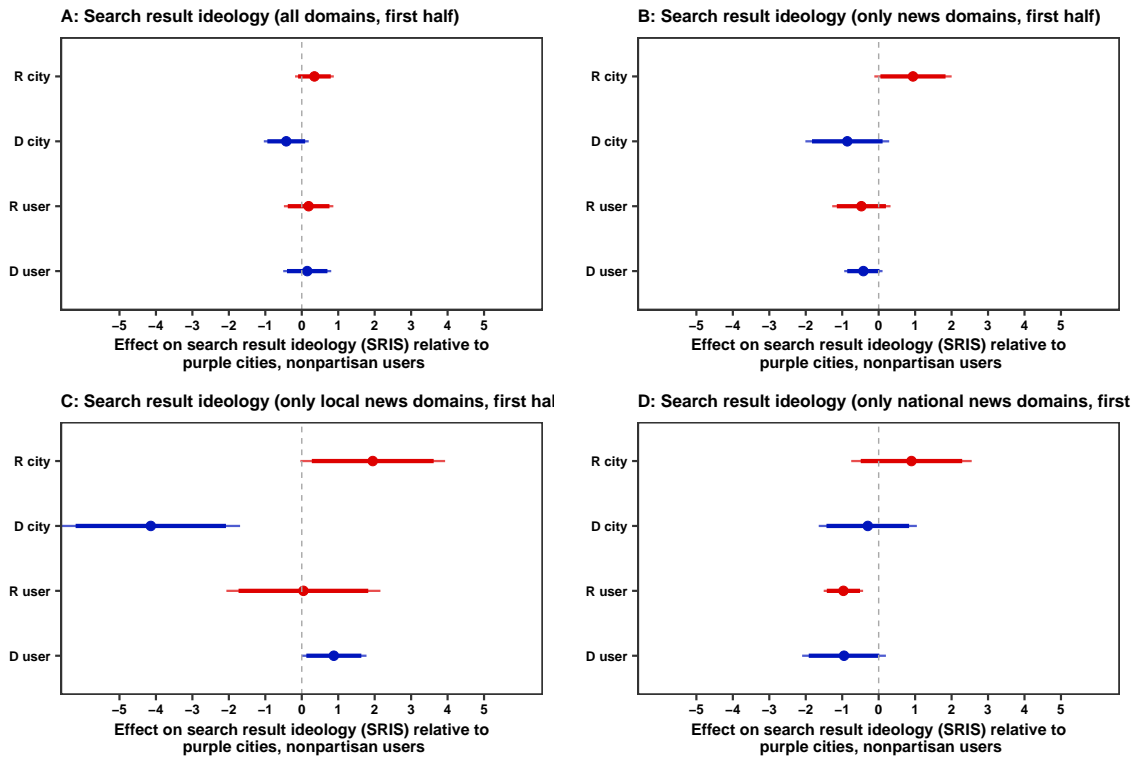 A: Search result ideology (all domains, first half)
R city
D city
R user
D user
−5 −4 −3 −2 −1 0 1 2 3 4 5
Effect on search result ideology (SRIS) relative to
purple cities, nonpartisan users
B: Search result ideology (only news domains, first half)
R city
D city
R user
D user
−5 −4 −3 −2 −1 0 1 2 3 4 5
Effect on search result ideology (SRIS) relative to
purple cities, nonpartisan users
C: Search result ideology (only local news domains, first hal
R city
D city
R user
D user
−5 −4 −3 −2 −1 0 1 2 3 4 5
Effect on search result ideology (SRIS) relative to
purple cities, nonpartisan users
D: Search result ideology (only national news domains, first
R city
D city
R user
D user
−5 −4 −3 −2 −1 0 1 2 3 4 5
Effect on search result ideology (SRIS) relative to
purple cities, nonpartisan users